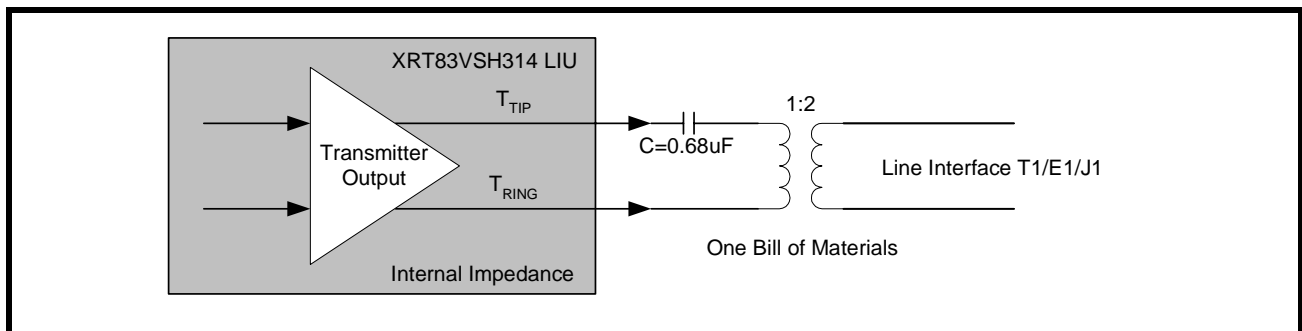 XRT83VSH314 LIU
TTIP
1:2
C=0.68uF
Transmitter
Output
Line Interface T1/E1/J1
TRING
One Bill of Materials
Internal Impedance